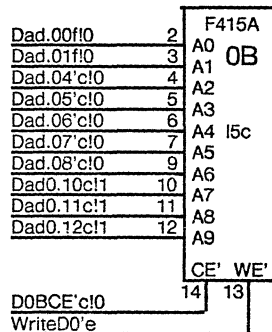 F415A
0B
Dad.00f!0 2 A0
Dad.01f!0 3 A1
Dad.04'c!0 4 A2
Dad.05'c!0 5 A3
Dad.06'c!0 6 A4 I5c
Dad.07'c!0 7 A5
Dad.08'c!0 9 A6
Dad0.10c!1 10 A7
Dad0.11c!1 11 A8
Dad0.12c!1 12 A9
CE' WE'
14 13
D0BCE'c!0
WriteD0'e